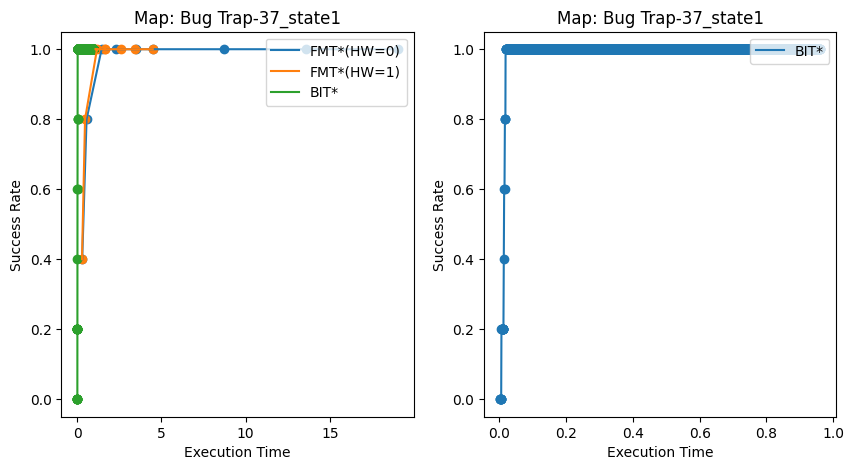 Map: Bug Trap-37_state1
1.0
0.8
0.6
0.4
0.2
0.0
Success Rate
0
5
10
15
Execution Time
FMT*(HW=0)
FMT*(HW=1)
BIT*
Map: Bug Trap-37_state1
1.0
0.8
0.6
0.4
0.2
0.0
Success Rate
0.0
0.2
0.4
0.6
0.8
1.0
Execution Time
BIT*